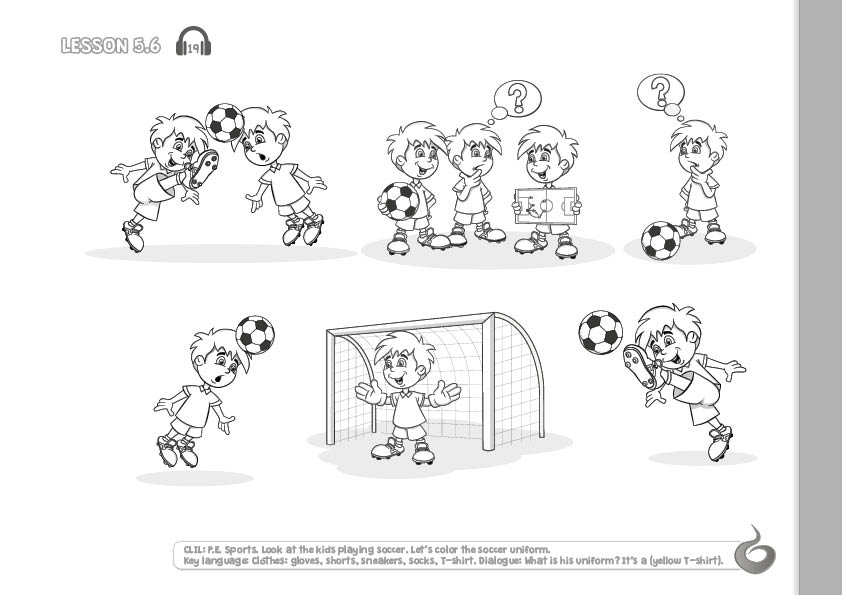 LESSON 5.6
19
?
?
CLIL: P.E. Sports. Look at the kids playing soccer. Let's color the soccer uniform.
Key language: Clothes: gloves, shorts, sneakers, socks, T-shirt. Dialogue: What is his uniform? It's a (yellow T-shirt).